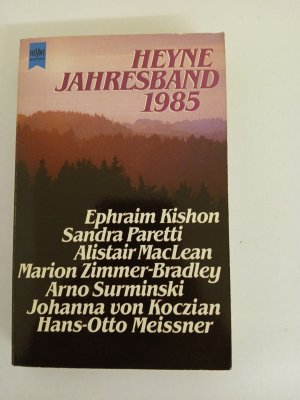 HEYNE
HEYNE
JAHRESBAND
1985
Ephraim Kishon
Sandra Paretti
Alistair MacLean
Marion Zimmer-Bradley
Arno Surminski
Johanna von Koczian
Hans-Otto Meissner